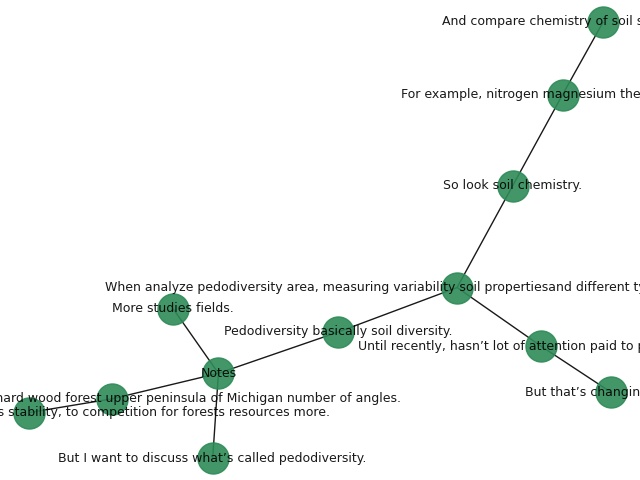 And compare chemistry of soil s
For example, nitrogen magnesium the
So look soil chemistry.
When analyze pedodiversity area, measuring variability soil propertiesand different ty
More studies fields.
Pedodiversity basically soil diversity.
Until recently, hasn’t lot of attention paid to p
Notes
But that’s changin
hard wood forest upper peninsula of Michigan number of angles.
s stability, to competition for forests resources more.
But I want to discuss what’s called pedodiversity.